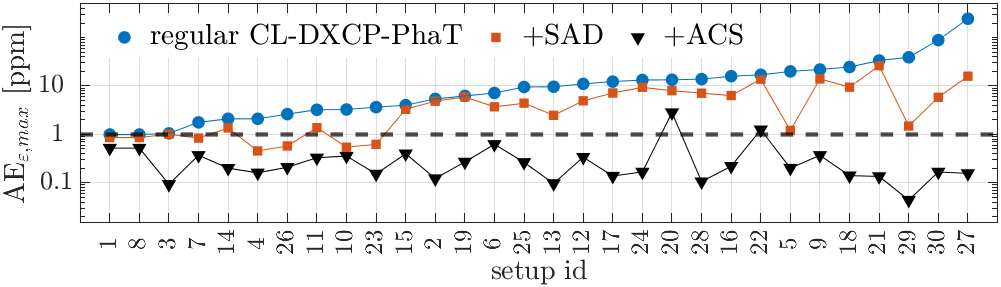 regular CL-DXCP-PhaT +SAD +ACS
AEε,max [ppm]
10
1
0.1
1 8 3 7 14 4 26 11 10 23 15 2 19 6 25 13 12 17 24 20 28 16 22 5 9 18 21 29 30 27
setup id